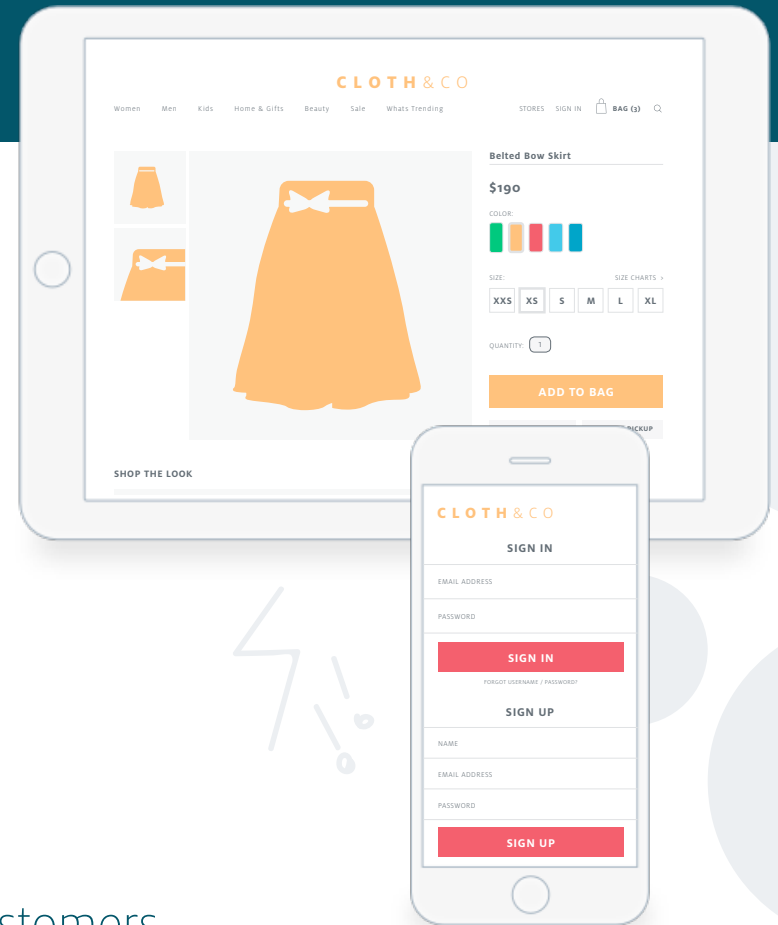 CLOTH&CO
Women Men Kids Home & Gifts Beauty Sale Whats Trending STORES SIGN IN BAG (3)
Belted Bow Skirt
$190
COLOR:
SIZE: SIZE CHARTS ›
XXS XS S M L XL
QUANTITY: 1
ADD TO BAG
PICKUP
SHOP THE LOOK
CLOTH&CO
SIGN IN
EMAIL ADDRESS
PASSWORD
SIGN IN
FORGOT USERNAME / PASSWORD?
SIGN UP
NAME
EMAIL ADDRESS
PASSWORD
SIGN UP
stomers